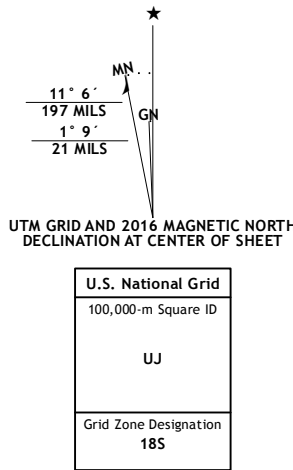 ★
MN
GN
11° 6´
197 MILS
1° 9´
21 MILS
UTM GRID AND 2016 MAGNETIC NORTH
DECLINATION AT CENTER OF SHEET
U.S. National Grid
100,000-m Square ID
UJ
Grid Zone Designation
18S